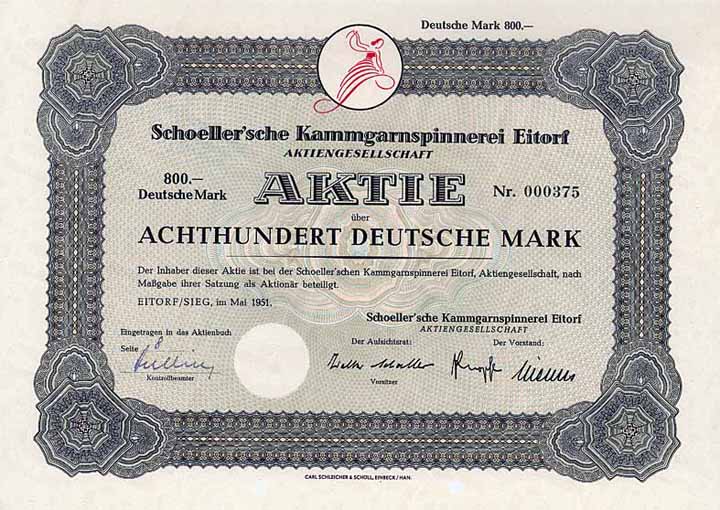 Deutsche Mark 800.—
Schoeller'sche Kammgarnspinnerei Eitorf
AKTIENGESELLSCHAFT
800.—
Deutsche Mark
AKTIE
Nr. 000375
über
ACHTHUNDERT DEUTSCHE MARK
Der Inhaber dieser Aktie ist bei der Schoeller'schen Kammgarnspinnerei Eitorf, Aktiengesellschaft, nach
Maßgabe ihrer Satzung als Aktionär beteiligt.
EITORF/SIEG, im Mai 1951.
Schoeller'sche Kammgarnspinnerei Eitorf
AKTIENGESELLSCHAFT
Eingetragen in das Aktienbuch
Seite 8
Kontrollbeamter
Der Aufsichtsrat:
Vorsitzer
Der Vorstand:
CARL SCHLEICHER & SCHÜLL, EINBECK / HAN.